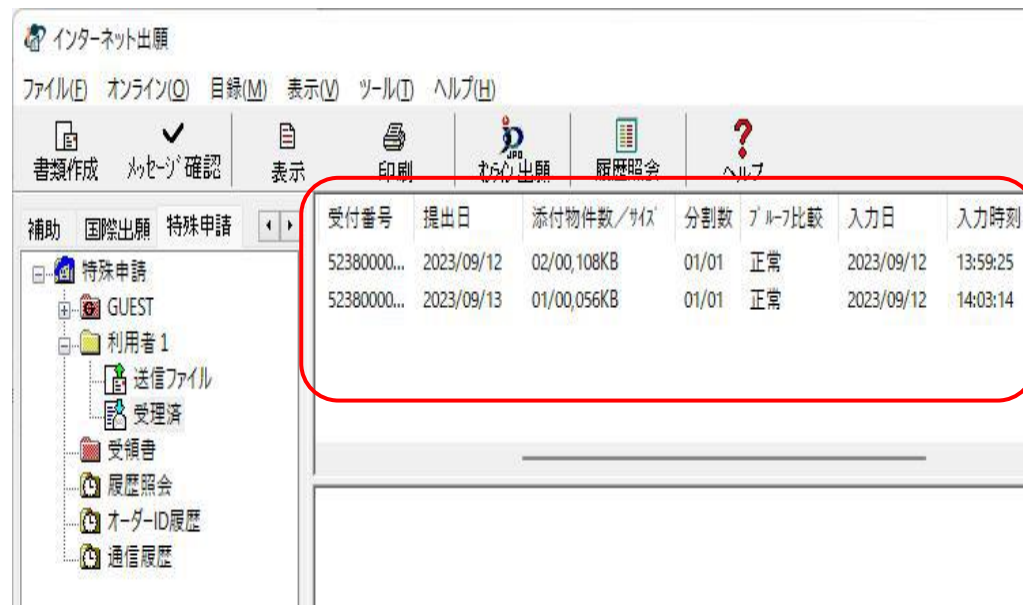 インターネット出願
ファイル(F) オンライン(O) 目録(M) 表示(V) ツール(T) ヘルプ(H)
書類作成 メッセージ確認 表示 印刷 オンライン出願 履歴照会 ヘルプ
JPO
補助 国際出願 特殊申請
特殊申請
GUEST
利用者1
送信ファイル
受理済
受領書
履歴照会
オーダーID履歴
通信履歴
受付番号 提出日 添付物件数/サイズ 分割数 プルーフ比較 入力日 入力時刻
52380000... 2023/09/12 02/00,108KB 01/01 正常 2023/09/12 13:59:25
52380000... 2023/09/13 01/00,056KB 01/01 正常 2023/09/12 14:03:14